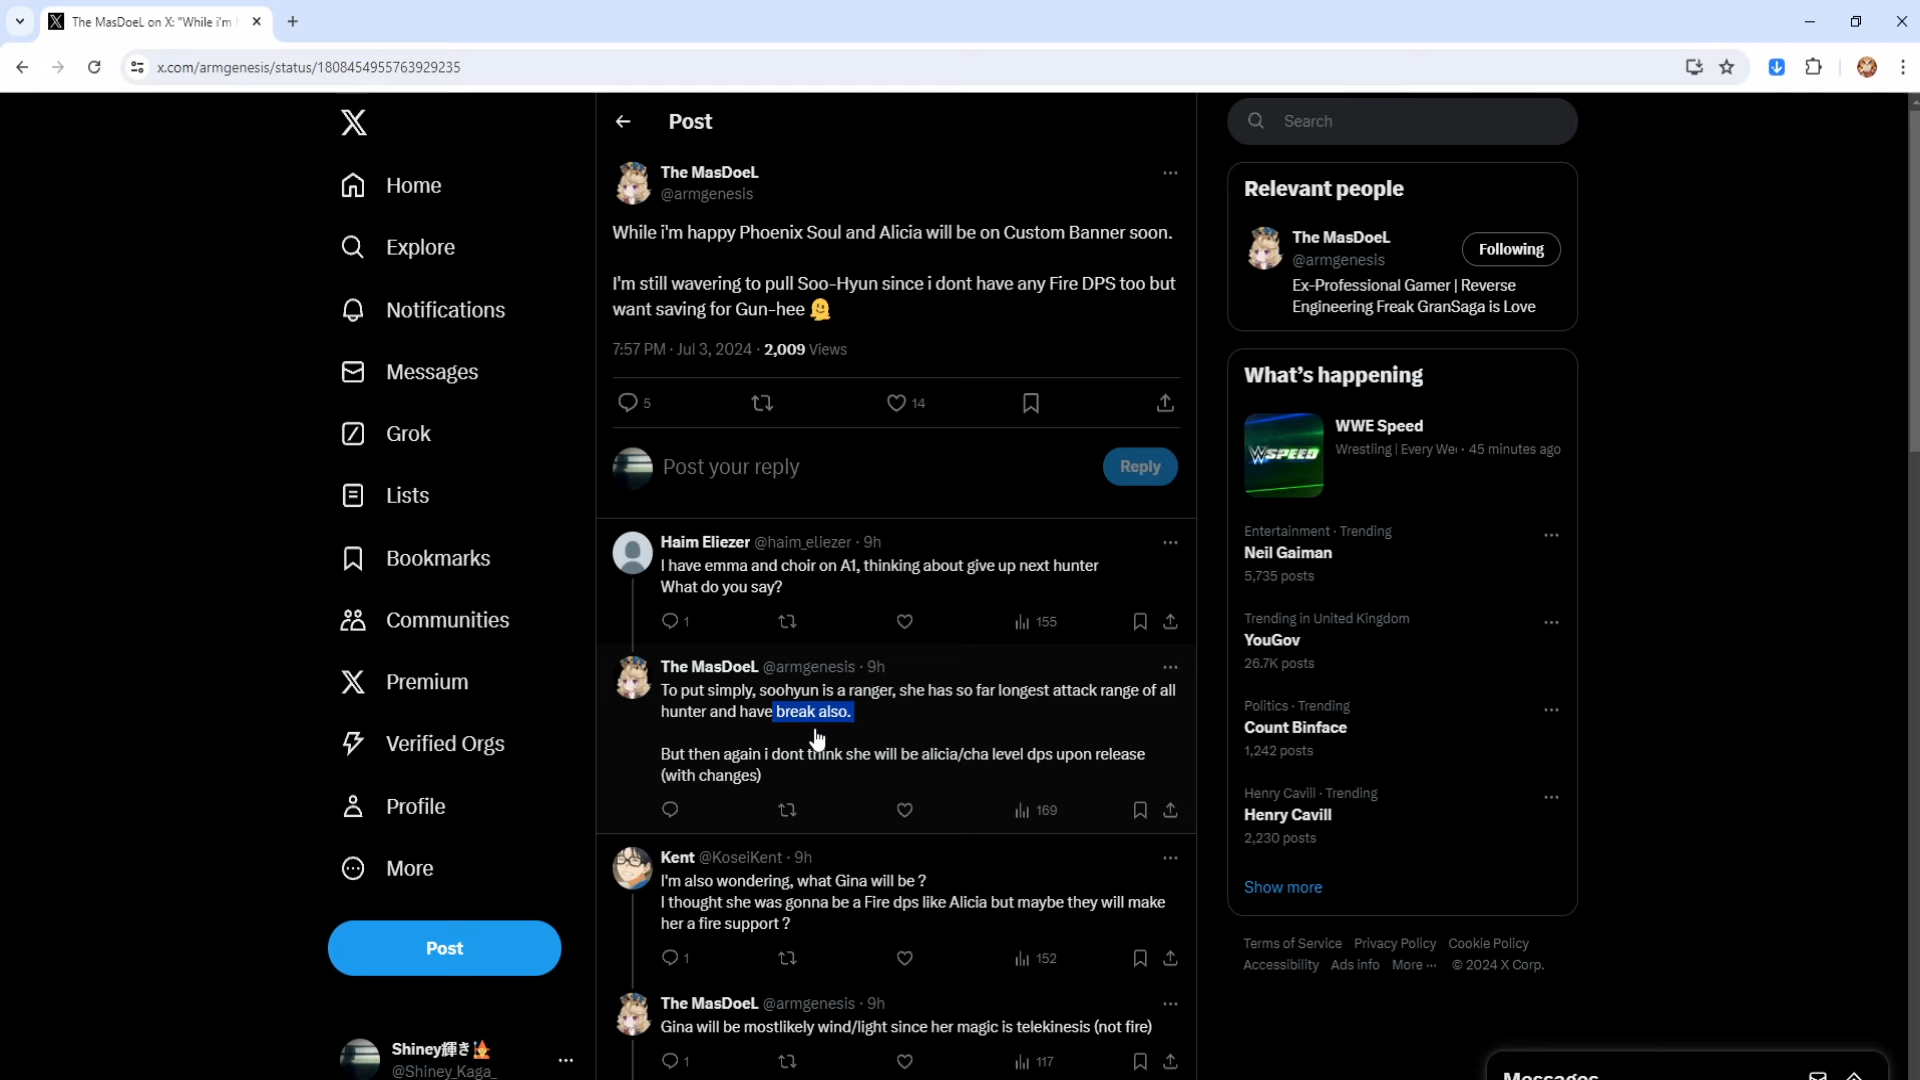 The MasDoeL on X: "While i'm
x.com/armgenesis/status/1808454955763929235
Home
Explore
Notifications
Messages
Grok
Lists
Bookmarks
Communities
Premium
Verified Orgs
Profile
More
Post
Shiney輝き
@Shiney_Kaga_
Post
The MasDoeL
@armgenesis
While i'm happy Phoenix Soul and Alicia will be on Custom Banner soon.
I'm still wavering to pull Soo-Hyun since i dont have any Fire DPS too but
want saving for Gun-hee 🫠
7:57 PM · Jul 3, 2024 · 2,009 Views
5
14
Post your reply
Reply
Haim Eliezer @haim_eliezer · 9h
I have emma and choir on A1, thinking about give up next hunter
What do you say?
1
155
The MasDoeL @armgenesis · 9h
To put simply, soohyun is a ranger, she has so far longest attack range of all
hunter and have break also.
But then again i dont think she will be alicia/cha level dps upon release
(with changes)
169
Kent @KoseiKent · 9h
I'm also wondering, what Gina will be ?
I thought she was gonna be a Fire dps like Alicia but maybe they will make
her a fire support ?
1
152
The MasDoeL @armgenesis · 9h
Gina will be mostlikely wind/light since her magic is telekinesis (not fire)
1
117
Search
Relevant people
The MasDoeL
@armgenesis
Following
Ex-Professional Gamer | Reverse
Engineering Freak GranSaga is Love
What's happening
WWE Speed
Wrestling | Every We · 45 minutes ago
SPEED
Entertainment · Trending
Neil Gaiman
5,735 posts
Trending in United Kingdom
YouGov
26.7K posts
Politics · Trending
Count Binface
1,242 posts
Henry Cavill · Trending
Henry Cavill
2,230 posts
Show more
Terms of Service Privacy Policy Cookie Policy
Accessibility Ads info More ··· © 2024 X Corp.
Messages